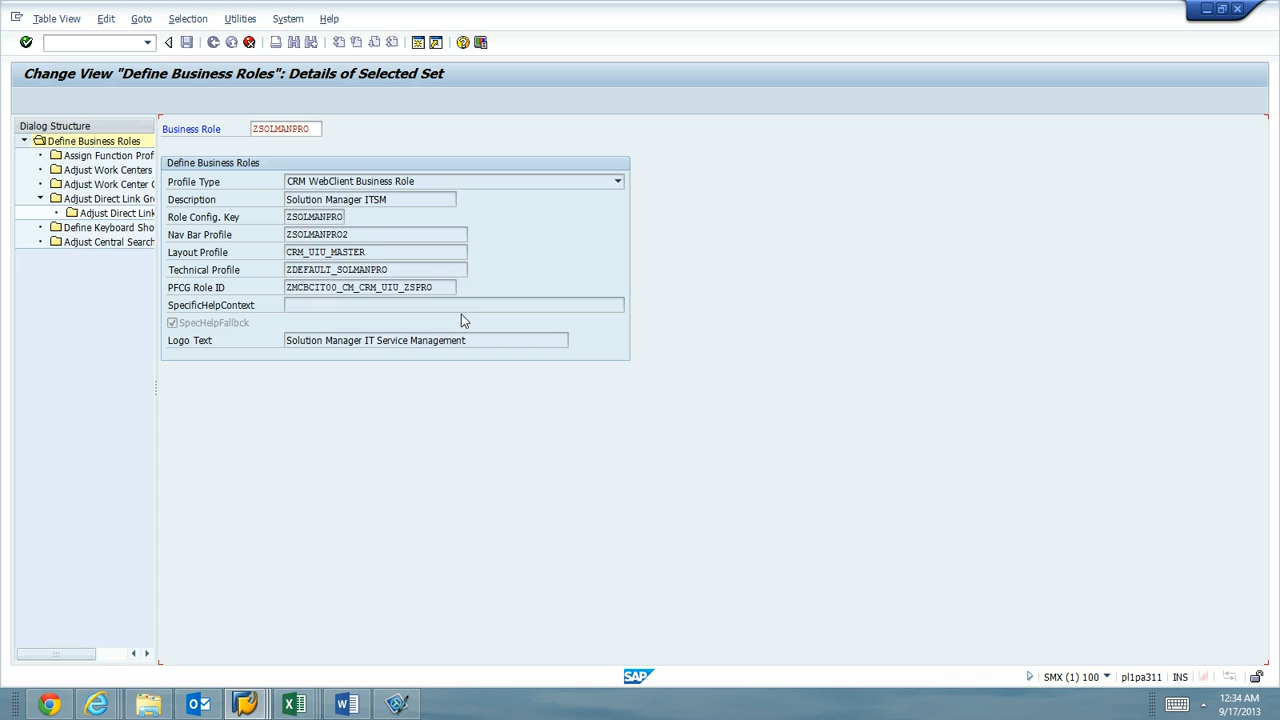 Table View Edit Goto Selection Utilities System Help
Change View "Define Business Roles": Details of Selected Set
Dialog Structure
Define Business Roles
Assign Function Prof
Adjust Work Centers
Adjust Work Center G
Adjust Direct Link Gr
Adjust Direct Link
Define Keyboard Sho
Adjust Central Search
Business Role ZSOLMANPRO
Define Business Roles
Profile Type CRM WebClient Business Role
Description Solution Manager ITSM
Role Config. Key ZSOLMANPRO
Nav Bar Profile ZSOLMANPRO2
Layout Profile CRM_UIU_MASTER
Technical Profile ZDEFAULT_SOLMANPRO
PFCG Role ID ZMCBCIT00_CM_CRM_UIU_ZSPRO
SpecificHelpContext
SpecHelpFallbck
Logo Text Solution Manager IT Service Management
SAP
SMX (1) 100 pl1pa311 INS
12:34 AM
9/17/2013